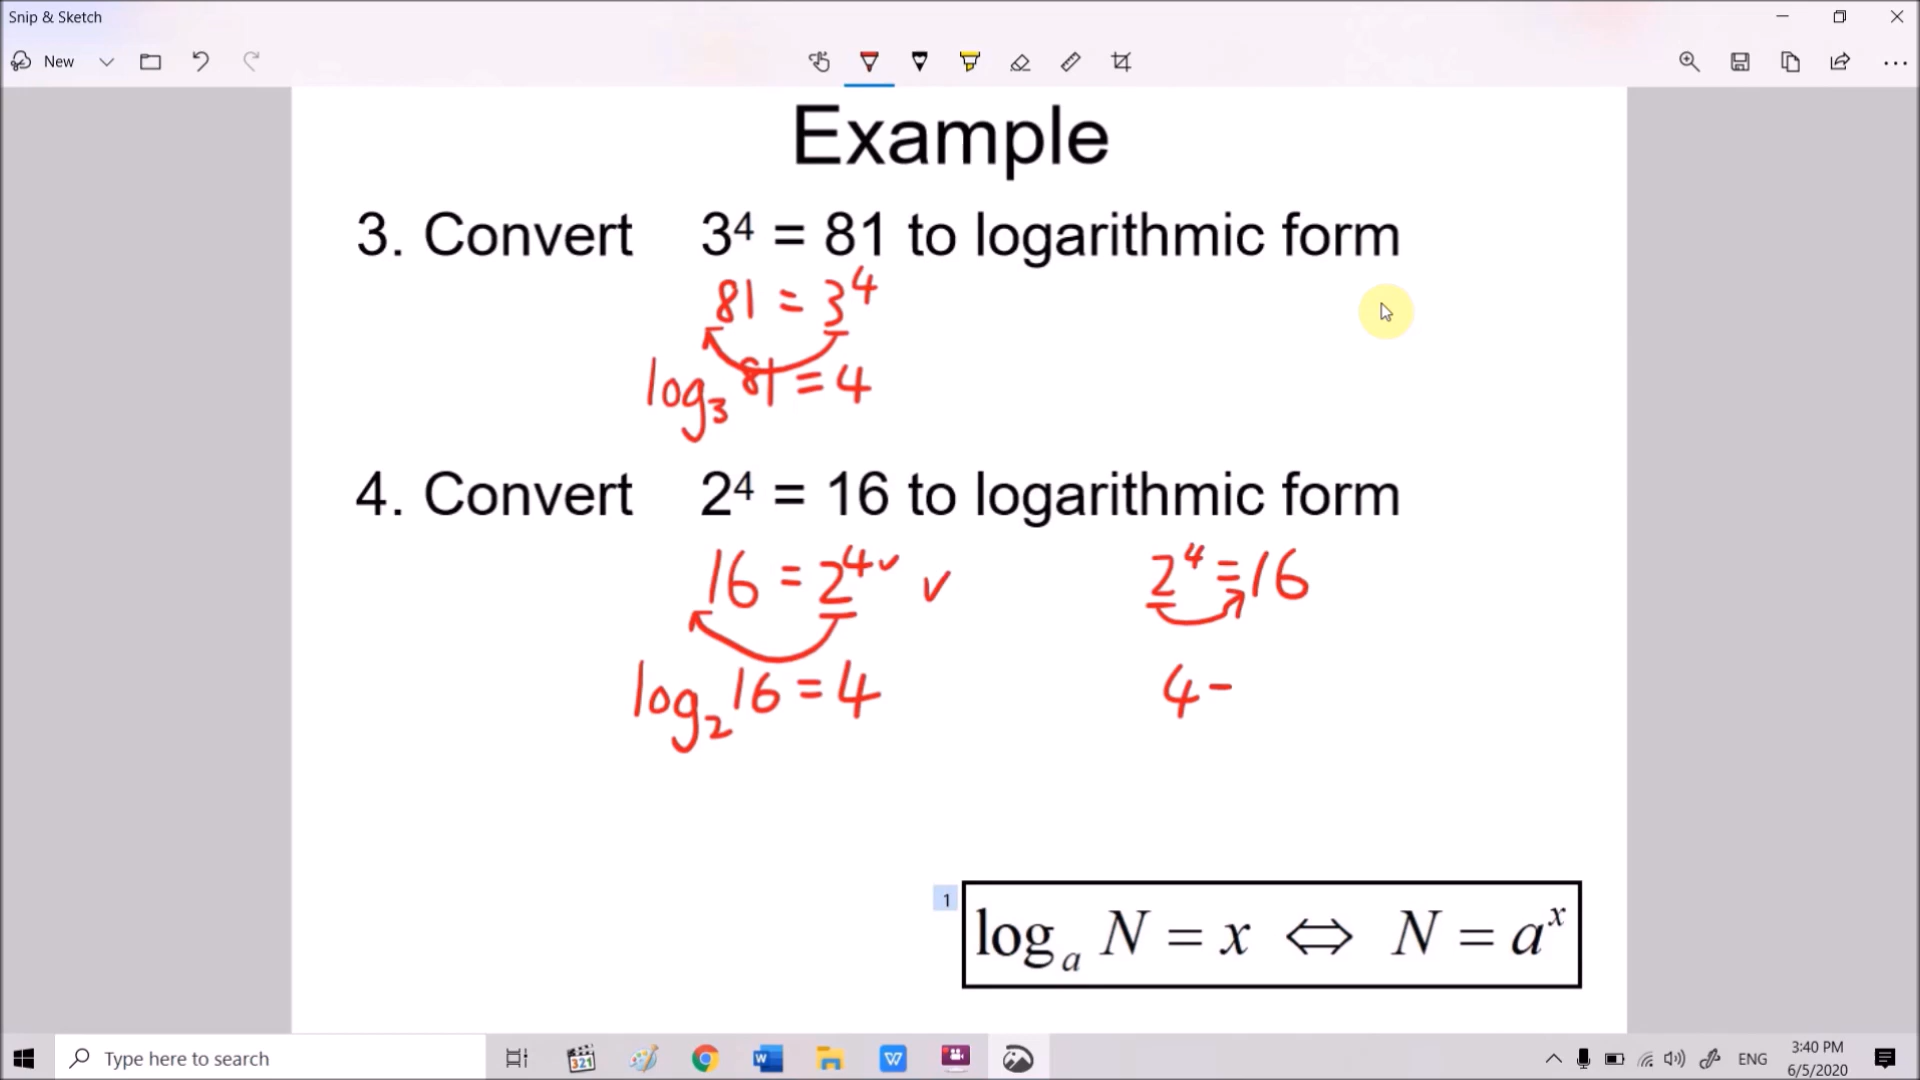 Snip & Sketch
New
Example
3. Convert 3⁴ = 81 to logarithmic form
81 = 3⁴
log₃ 81 = 4
4. Convert 2⁴ = 16 to logarithmic form
16 = 2⁴ ✓ ✓
log₂ 16 = 4
2⁴ = 16
4 -
1
logₐ N = x ⇔ N = aˣ
Type here to search
321
W
W
ENG
3:40 PM
6/5/2020